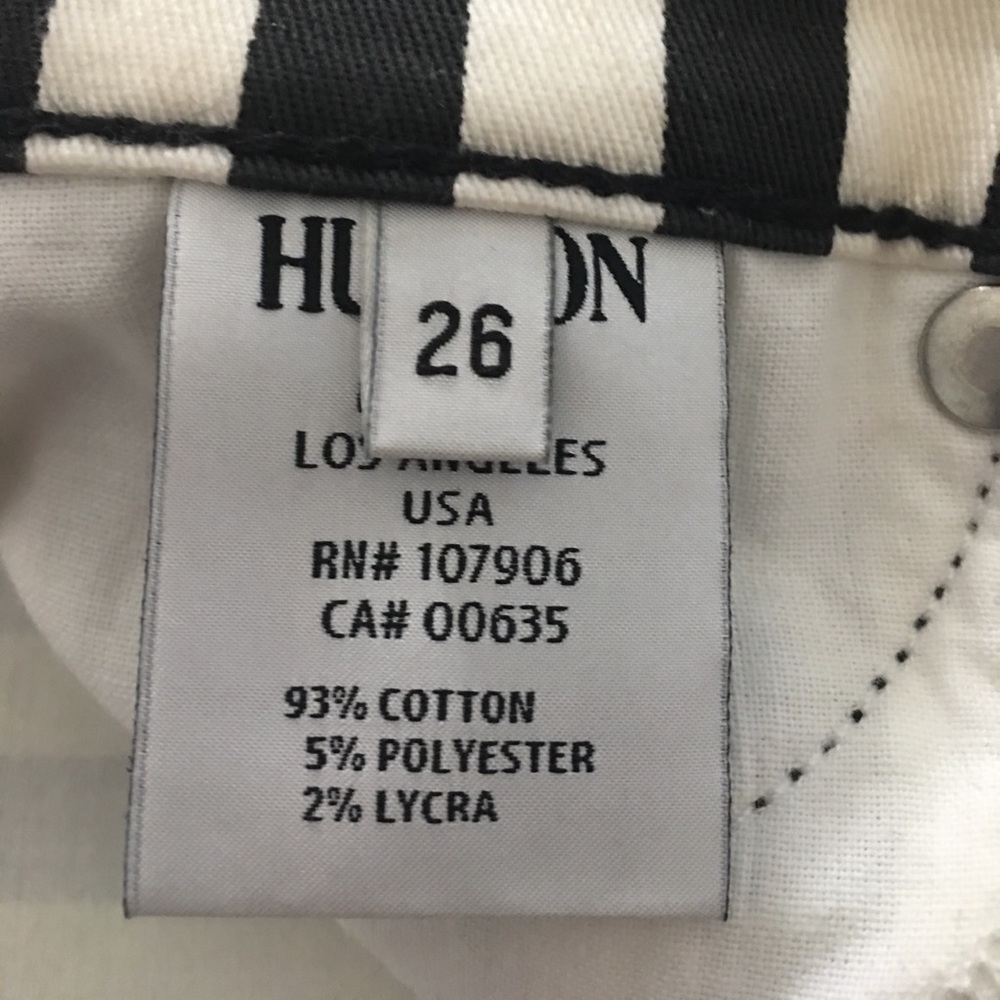 26
LOS ANGELES
USA
RN# 107906
CA# 00635
93% COTTON
5% POLYESTER
2% LYCRA